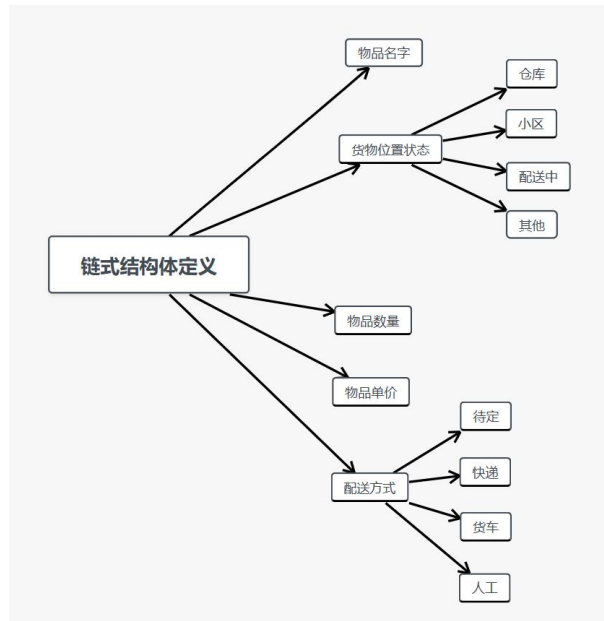 物品名字
仓库
小区
货物位置状态
配送中
其他
链式结构体定义
物品数量
物品单价
待定
快递
配送方式
货车
人工